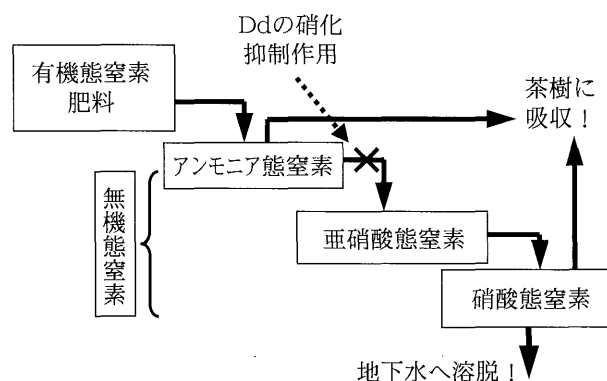 Ddの硝化
抑制作用
有機態窒素
肥料
茶樹に
吸収！
アンモニア態窒素
無機態窒素
亜硝酸態窒素
硝酸態窒素
地下水へ溶脱！